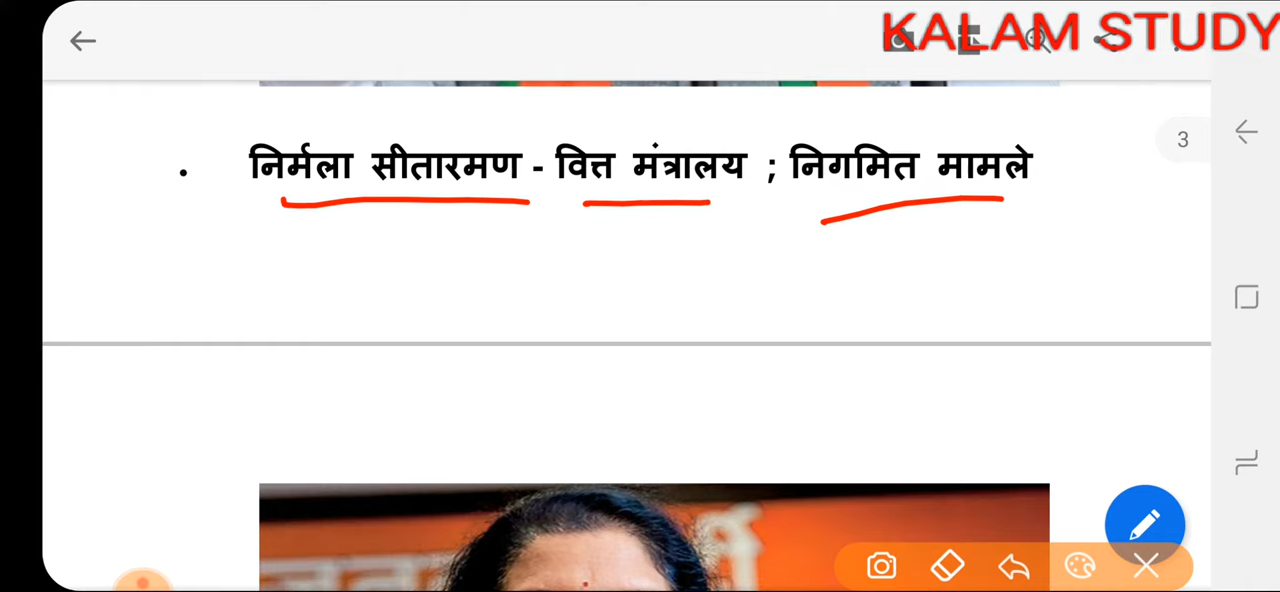 KALAM STUDY
3
. निर्मला सीतारमण - वित्त मंत्रालय ; निगमित मामले